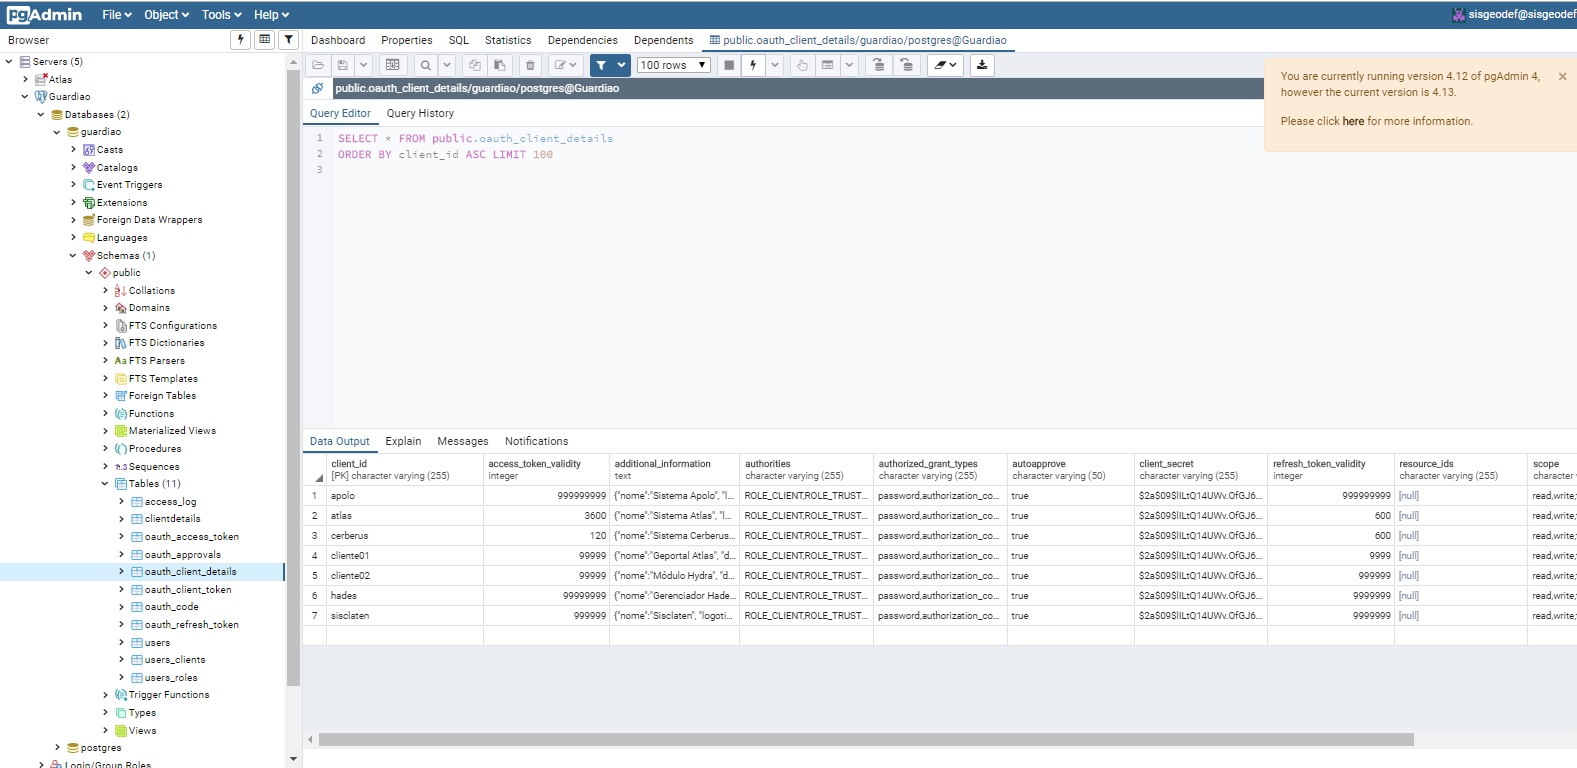 pgAdmin File Object Tools Help sisgeodef@sisgeodef
Browser Dashboard Properties SQL Statistics Dependencies Dependents public.oauth_client_details/guardiao/postgres@Guardiao
100 rows
public.oauth_client_details/guardiao/postgres@Guardiao
You are currently running version 4.12 of pgAdmin 4,
however the current version is 4.13.
Please click here for more information.
Servers (5)
Atlas
Guardiao
Databases (2)
guardiao
Casts
Catalogs
Event Triggers
Extensions
Foreign Data Wrappers
Languages
Schemas (1)
public
Collations
Domains
FTS Configurations
FTS Dictionaries
Aa FTS Parsers
FTS Templates
Foreign Tables
Functions
Materialized Views
Procedures
1..3 Sequences
Tables (11)
access_log
clientdetails
oauth_access_token
oauth_approvals
oauth_client_details
oauth_client_token
oauth_code
oauth_refresh_token
users
users_clients
users_roles
Trigger Functions
Types
Views
postgres
Login/Group Roles
Query Editor Query History
1 SELECT * FROM public.oauth_client_details
2 ORDER BY client_id ASC LIMIT 100
3
Data Output Explain Messages Notifications
client_id access_token_validity additional_information authorities authorized_grant_types autoapprove client_secret refresh_token_validity resource_ids scope
[PK] character varying (255) integer text character varying (255) character varying (255) character varying (50) character varying (255) integer character varying (255) character v
1 apolo 999999999 {"nome":"Sistema Apolo", "l... ROLE_CLIENT,ROLE_TRUST... password,authorization_co... true $2a$09$lILtQ14UWv.OfGJ6... 999999999 [null] read,write,
2 atlas 3600 {"nome":"Sistema Atlas", "l... ROLE_CLIENT,ROLE_TRUST... password,authorization_co... true $2a$09$lILtQ14UWv.OfGJ6... 600 [null] read,write,
3 cerberus 120 {"nome":"Sistema Cerberus... ROLE_CLIENT,ROLE_TRUST... password,authorization_co... true $2a$09$lILtQ14UWv.OfGJ6... 600 [null] read,write,
4 cliente01 99999 {"nome":"Geportal Atlas", "d... ROLE_CLIENT,ROLE_TRUST... password,authorization_co... true $2a$09$lILtQ14UWv.OfGJ6... 9999 [null] read,write,
5 cliente02 99999 {"nome":"Módulo Hydra", "d... ROLE_CLIENT,ROLE_TRUST... password,authorization_co... true $2a$09$lILtQ14UWv.OfGJ6... 999999 [null] read,write,
6 hades 99999999 {"nome":"Gerenciador Hade... ROLE_CLIENT,ROLE_TRUST... password,authorization_co... true $2a$09$lILtQ14UWv.OfGJ6... 9999999 [null] read,write,
7 sisclaten 999999 {"nome":"Sisclaten", "logoti... ROLE_CLIENT,ROLE_TRUST... password,authorization_co... true $2a$09$lILtQ14UWv.OfGJ6... 9999999 [null] read,write,